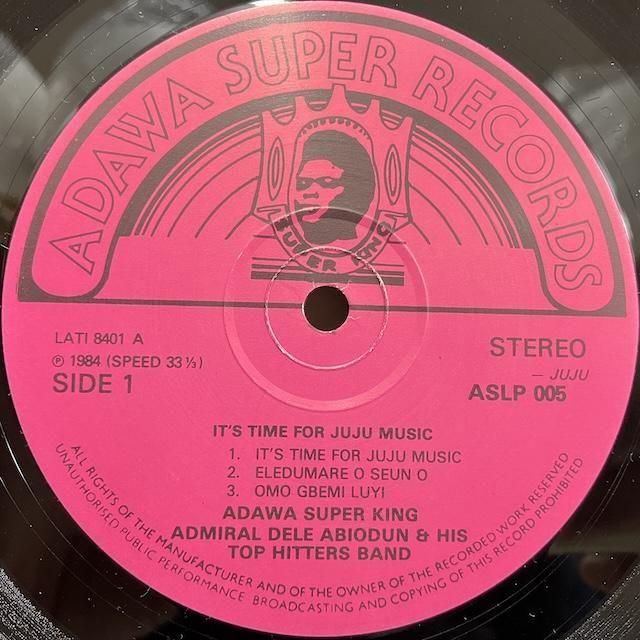 ADAWA SUPER RECORDS
SUPER KING
LATI 8401 A
℗ 1984 (SPEED 33⅓)
SIDE 1
STEREO
— JUJU
ASLP 005
IT'S TIME FOR JUJU MUSIC
1. IT'S TIME FOR JUJU MUSIC
2. ELEDUMARE O SEUN O
3. OMO GBEMI LUYI
ADAWA SUPER KING
ADMIRAL DELE ABIODUN & HIS
TOP HITTERS BAND
ALL RIGHTS OF THE MANUFACTURER AND OF THE OWNER OF THE RECORDED WORK RESERVED
UNAUTHORISED PUBLIC PERFORMANCE BROADCASTING AND COPYING OF THIS RECORD PROHIBITED